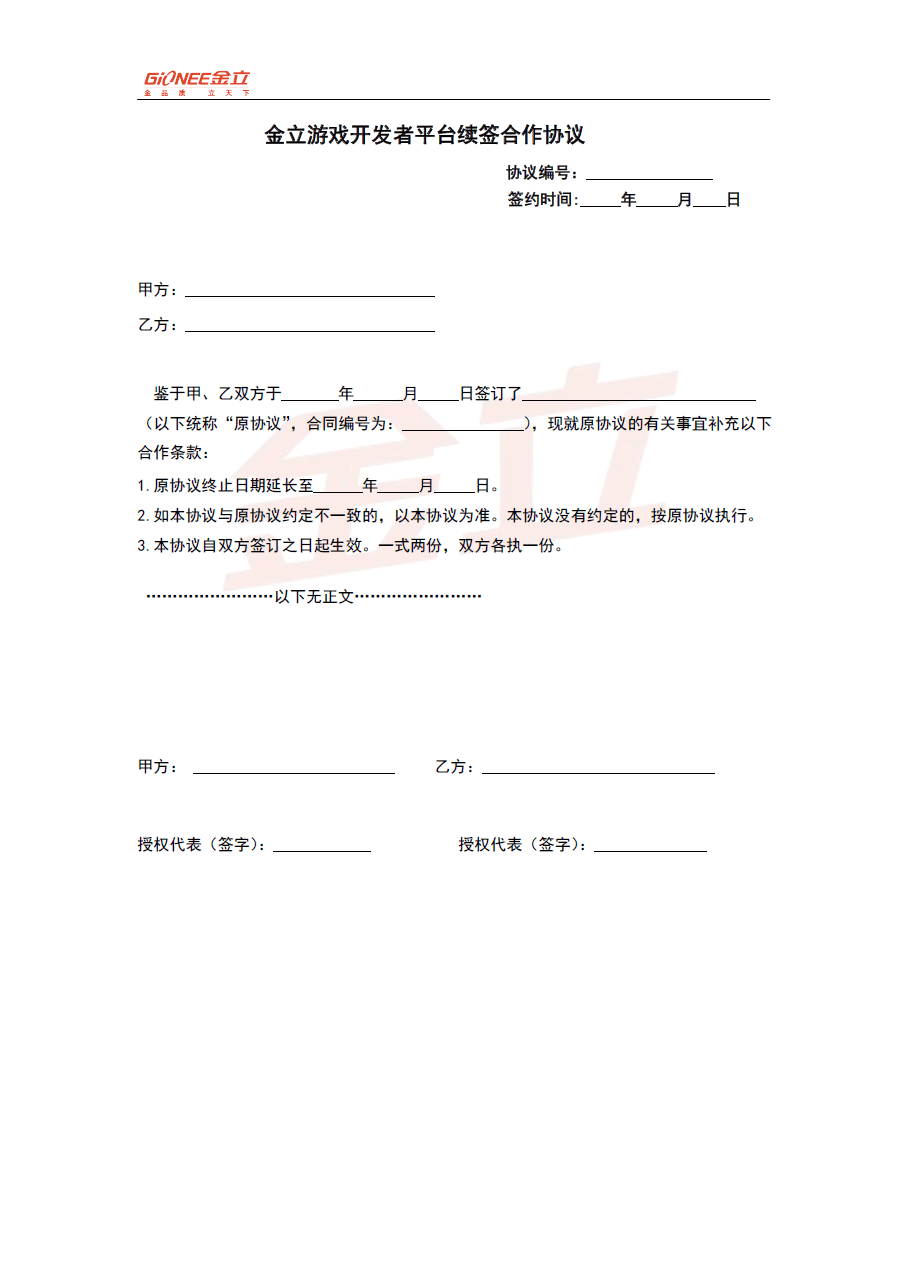 GiONEE金立
金 品 质 立 天 下
金立游戏开发者平台续签合作协议
协议编号：______________
签约时间:_____年_____月____日
甲方：____________________________
乙方：____________________________
鉴于甲、乙双方于_______年______月_____日签订了__________________________
（以下统称“原协议”，合同编号为：______________），现就原协议的有关事宜补充以下
合作条款：
1.原协议终止日期延长至______年_____月_____日。
2.如本协议与原协议约定不一致的，以本协议为准。本协议没有约定的，按原协议执行。
3.本协议自双方签订之日起生效。一式两份，双方各执一份。
……………………以下无正文……………………
甲方： ______________________ 乙方：__________________________
授权代表（签字）：___________ 授权代表（签字）：_____________
金立